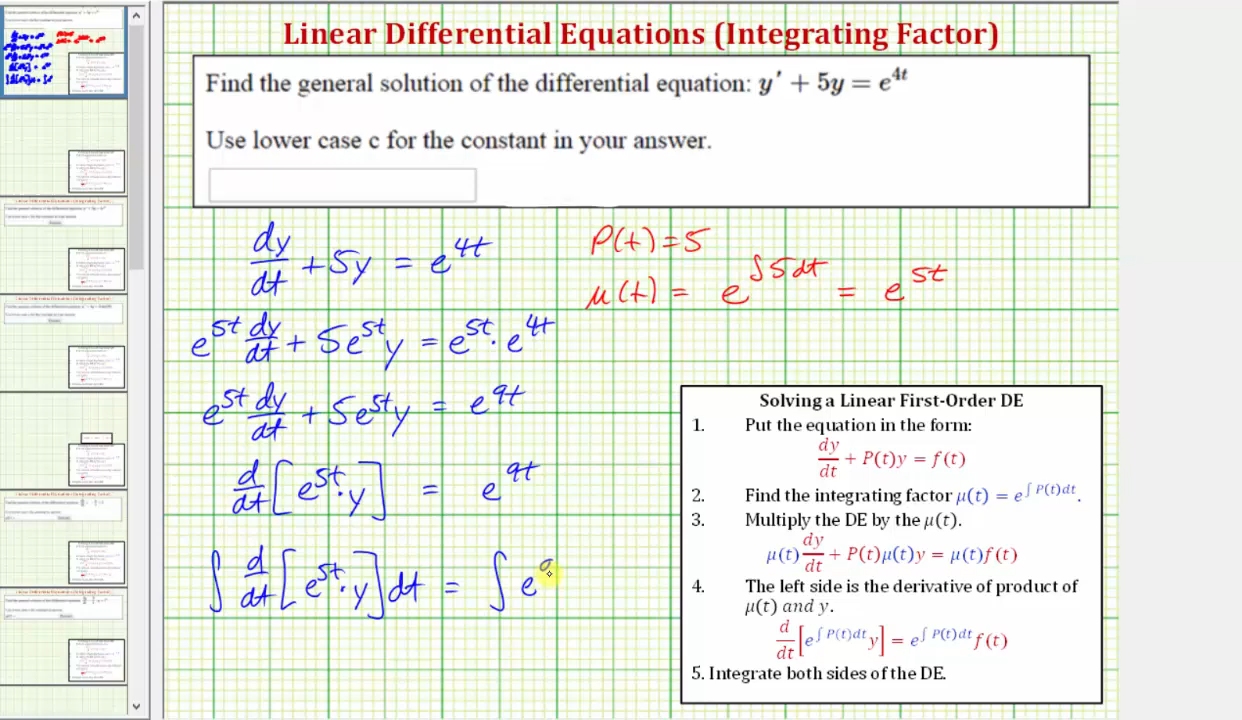 Linear Differential Equations (Integrating Factor)
Find the general solution of the differential equation: y′ + 5y = e^{4t}
Use lower case c for the constant in your answer.
dy/dt + 5y = e^{4t}
P(t) = 5
μ(t) = e^{∫5dt} = e^{5t}
e^{5t} dy/dt + 5e^{5t}y = e^{5t}·e^{4t}
e^{5t} dy/dt + 5e^{5t}y = e^{9t}
d/dt[e^{5t}·y] = e^{9t}
∫ d/dt[e^{5t}·y]dt = ∫e^{9
Solving a Linear First-Order DE
1. Put the equation in the form:
dy/dt + P(t)y = f(t)
2. Find the integrating factor μ(t) = e^{∫P(t)dt}.
3. Multiply the DE by the μ(t).
μ(t) dy/dt + P(t)μ(t)y = μ(t)f(t)
4. The left side is the derivative of product of
μ(t) and y.
d/dt[e^{∫P(t)dt}y] = e^{∫P(t)dt}f(t)
5. Integrate both sides of the DE.